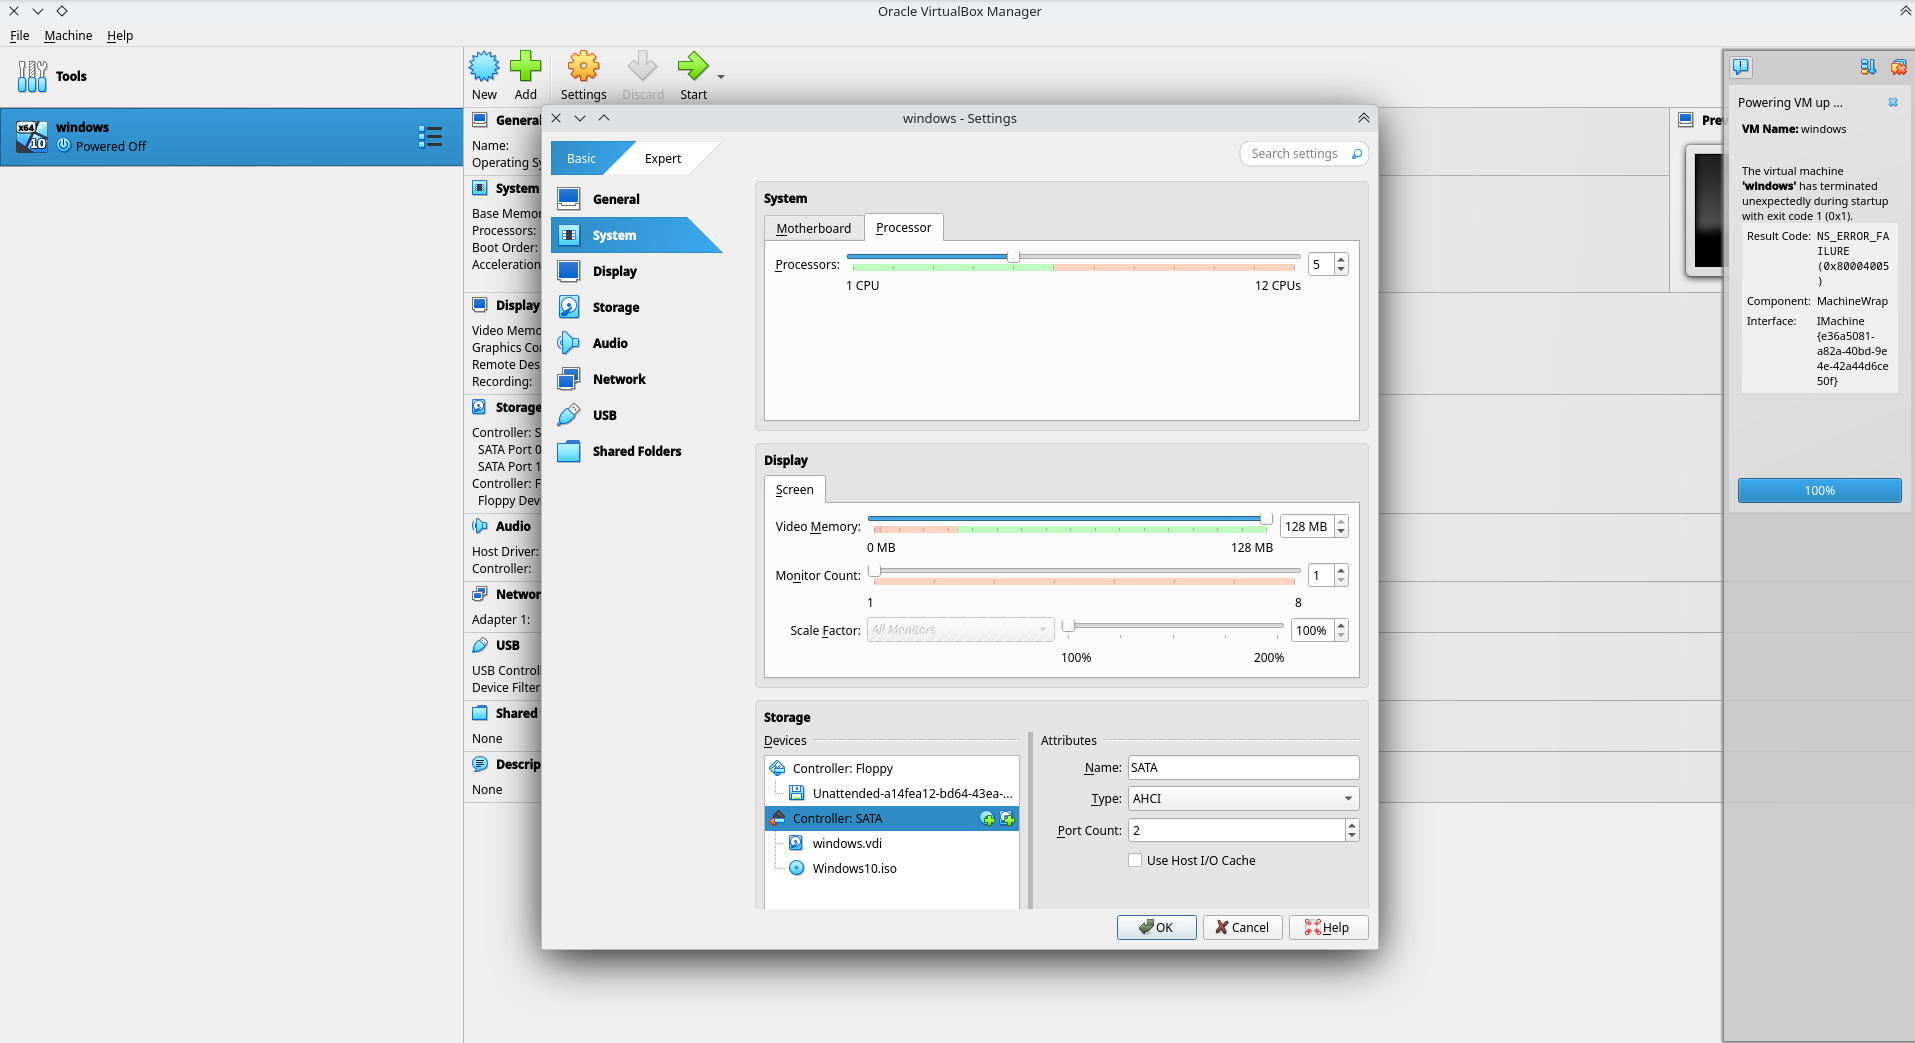 Oracle VirtualBox Manager
File Machine Help
Tools
New Add Settings Discard Start
windows
Powered Off
General
Name:
Operating Sy
System
Base Memor
Processors:
Boot Order:
Acceleration
Display
Video Memo
Graphics Co
Remote Des
Recording:
Storage
Controller: S
SATA Port 0
SATA Port 1
Controller: F
Floppy Dev
Audio
Host Driver:
Controller:
Networ
Adapter 1:
USB
USB Control
Device Filter
Shared
None
Descrip
None
windows - Settings
Basic Expert
Search settings
General
System
Display
Storage
Audio
Network
USB
Shared Folders
System
Motherboard Processor
Processors: 5
1 CPU 12 CPUs
Display
Screen
Video Memory: 128 MB
0 MB 128 MB
Monitor Count: 1
1 8
Scale Factor: All Monitors 100%
100% 200%
Storage
Devices
Controller: Floppy
Unattended-a14fea12-bd64-43ea-...
Controller: SATA
windows.vdi
Windows10.iso
Attributes
Name: SATA
Type: AHCI
Port Count: 2
Use Host I/O Cache
OK Cancel Help
Pre
Powering VM up ...
VM Name: windows
The virtual machine
'windows' has terminated
unexpectedly during startup
with exit code 1 (0x1).
Result Code: NS_ERROR_FA
ILURE
(0x80004005
)
Component: MachineWrap
Interface: IMachine
{e36a5081-
a82a-40bd-9e
4e-42a44d6ce
50f}
100%
x64
10